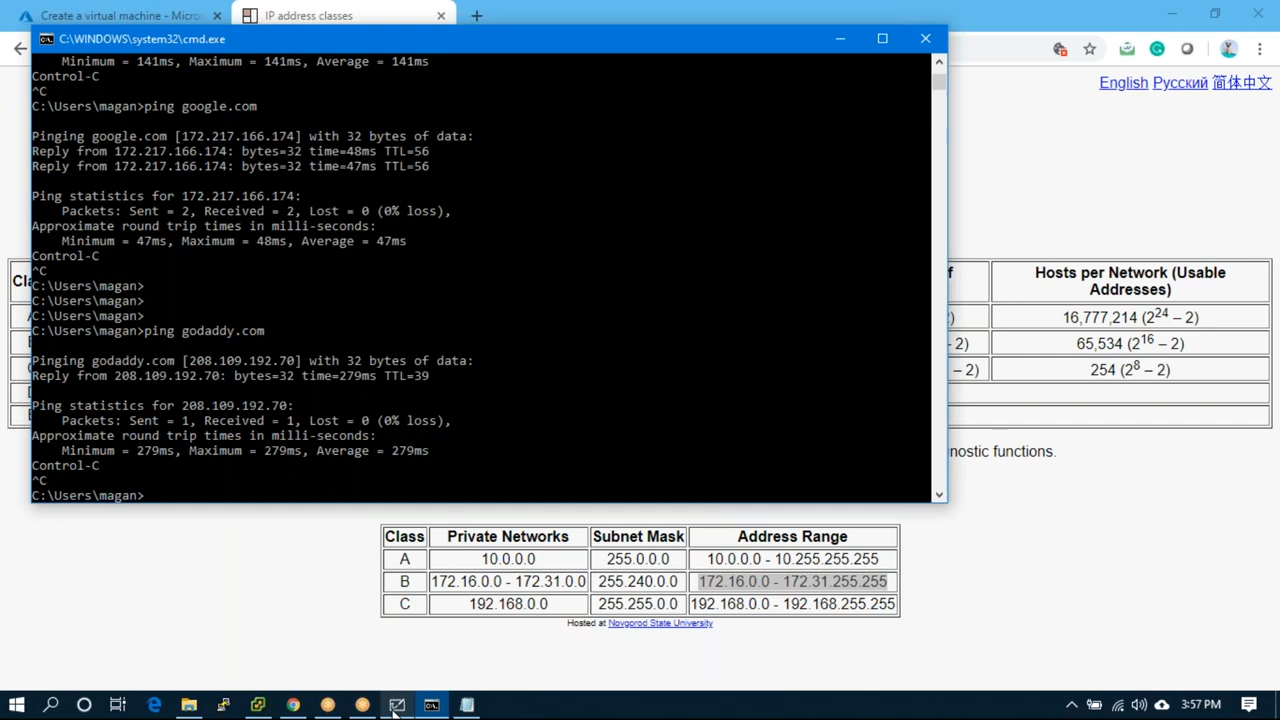 Create a virtual machine - Micros
IP address classes
C:\WINDOWS\system32\cmd.exe
Minimum = 141ms, Maximum = 141ms, Average = 141ms
Control-C
^C
C:\Users\magan>ping google.com
Pinging google.com [172.217.166.174] with 32 bytes of data:
Reply from 172.217.166.174: bytes=32 time=48ms TTL=56
Reply from 172.217.166.174: bytes=32 time=47ms TTL=56
Ping statistics for 172.217.166.174:
Packets: Sent = 2, Received = 2, Lost = 0 (0% loss),
Approximate round trip times in milli-seconds:
Minimum = 47ms, Maximum = 48ms, Average = 47ms
Control-C
^C
C:\Users\magan>
C:\Users\magan>
C:\Users\magan>
C:\Users\magan>ping godaddy.com
Pinging godaddy.com [208.109.192.70] with 32 bytes of data:
Reply from 208.109.192.70: bytes=32 time=279ms TTL=39
Ping statistics for 208.109.192.70:
Packets: Sent = 1, Received = 1, Lost = 0 (0% loss),
Approximate round trip times in milli-seconds:
Minimum = 279ms, Maximum = 279ms, Average = 279ms
Control-C
^C
C:\Users\magan>
English Русский 简体中文
Hosts per Network (Usable
Addresses)
16,777,214 (2^24 – 2)
- 2) 65,534 (2^16 – 2)
– 2) 254 (2^8 – 2)
nostic functions.
Class Private Networks Subnet Mask Address Range
A 10.0.0.0 255.0.0.0 10.0.0.0 - 10.255.255.255
B 172.16.0.0 - 172.31.0.0 255.240.0.0 172.16.0.0 - 172.31.255.255
C 192.168.0.0 255.255.0.0 192.168.0.0 - 192.168.255.255
Hosted at Novgorod State University
3:57 PM